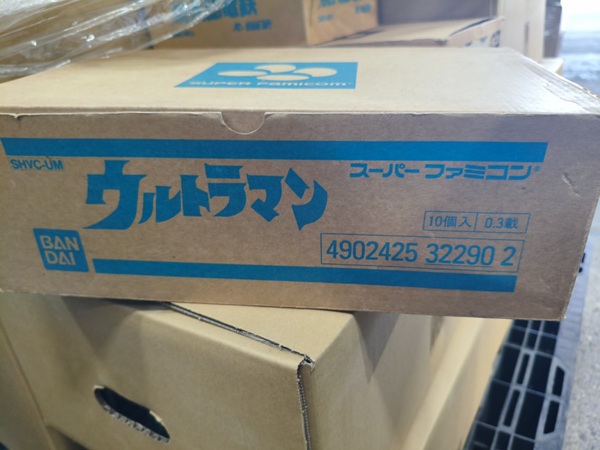 SUPER FAMICOM
SHVC-UM
ウルトラマン
スーパー ファミコン®
10個入 0.3才
BAN
DAI
4902425 32290 2